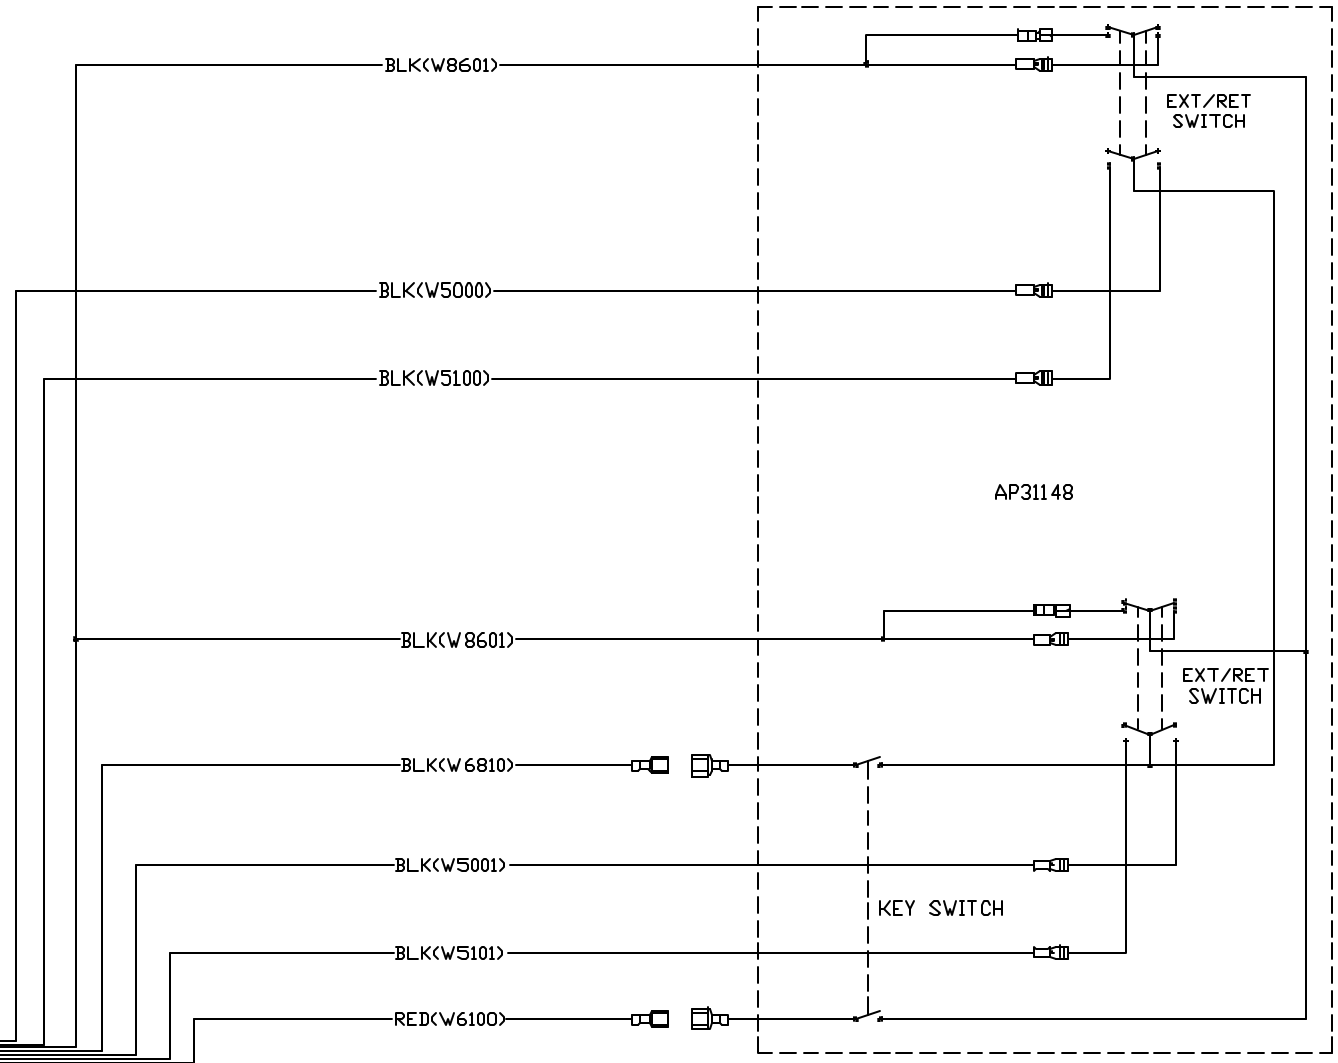 BLK(W8601)
EXT/RET
SWITCH
BLK(W5000)
BLK(W5100)
AP31148
BLK(W8601)
EXT/RET
SWITCH
BLK(W6810)
BLK(W5001)
KEY SWITCH
BLK(W5101)
RED(W6100)